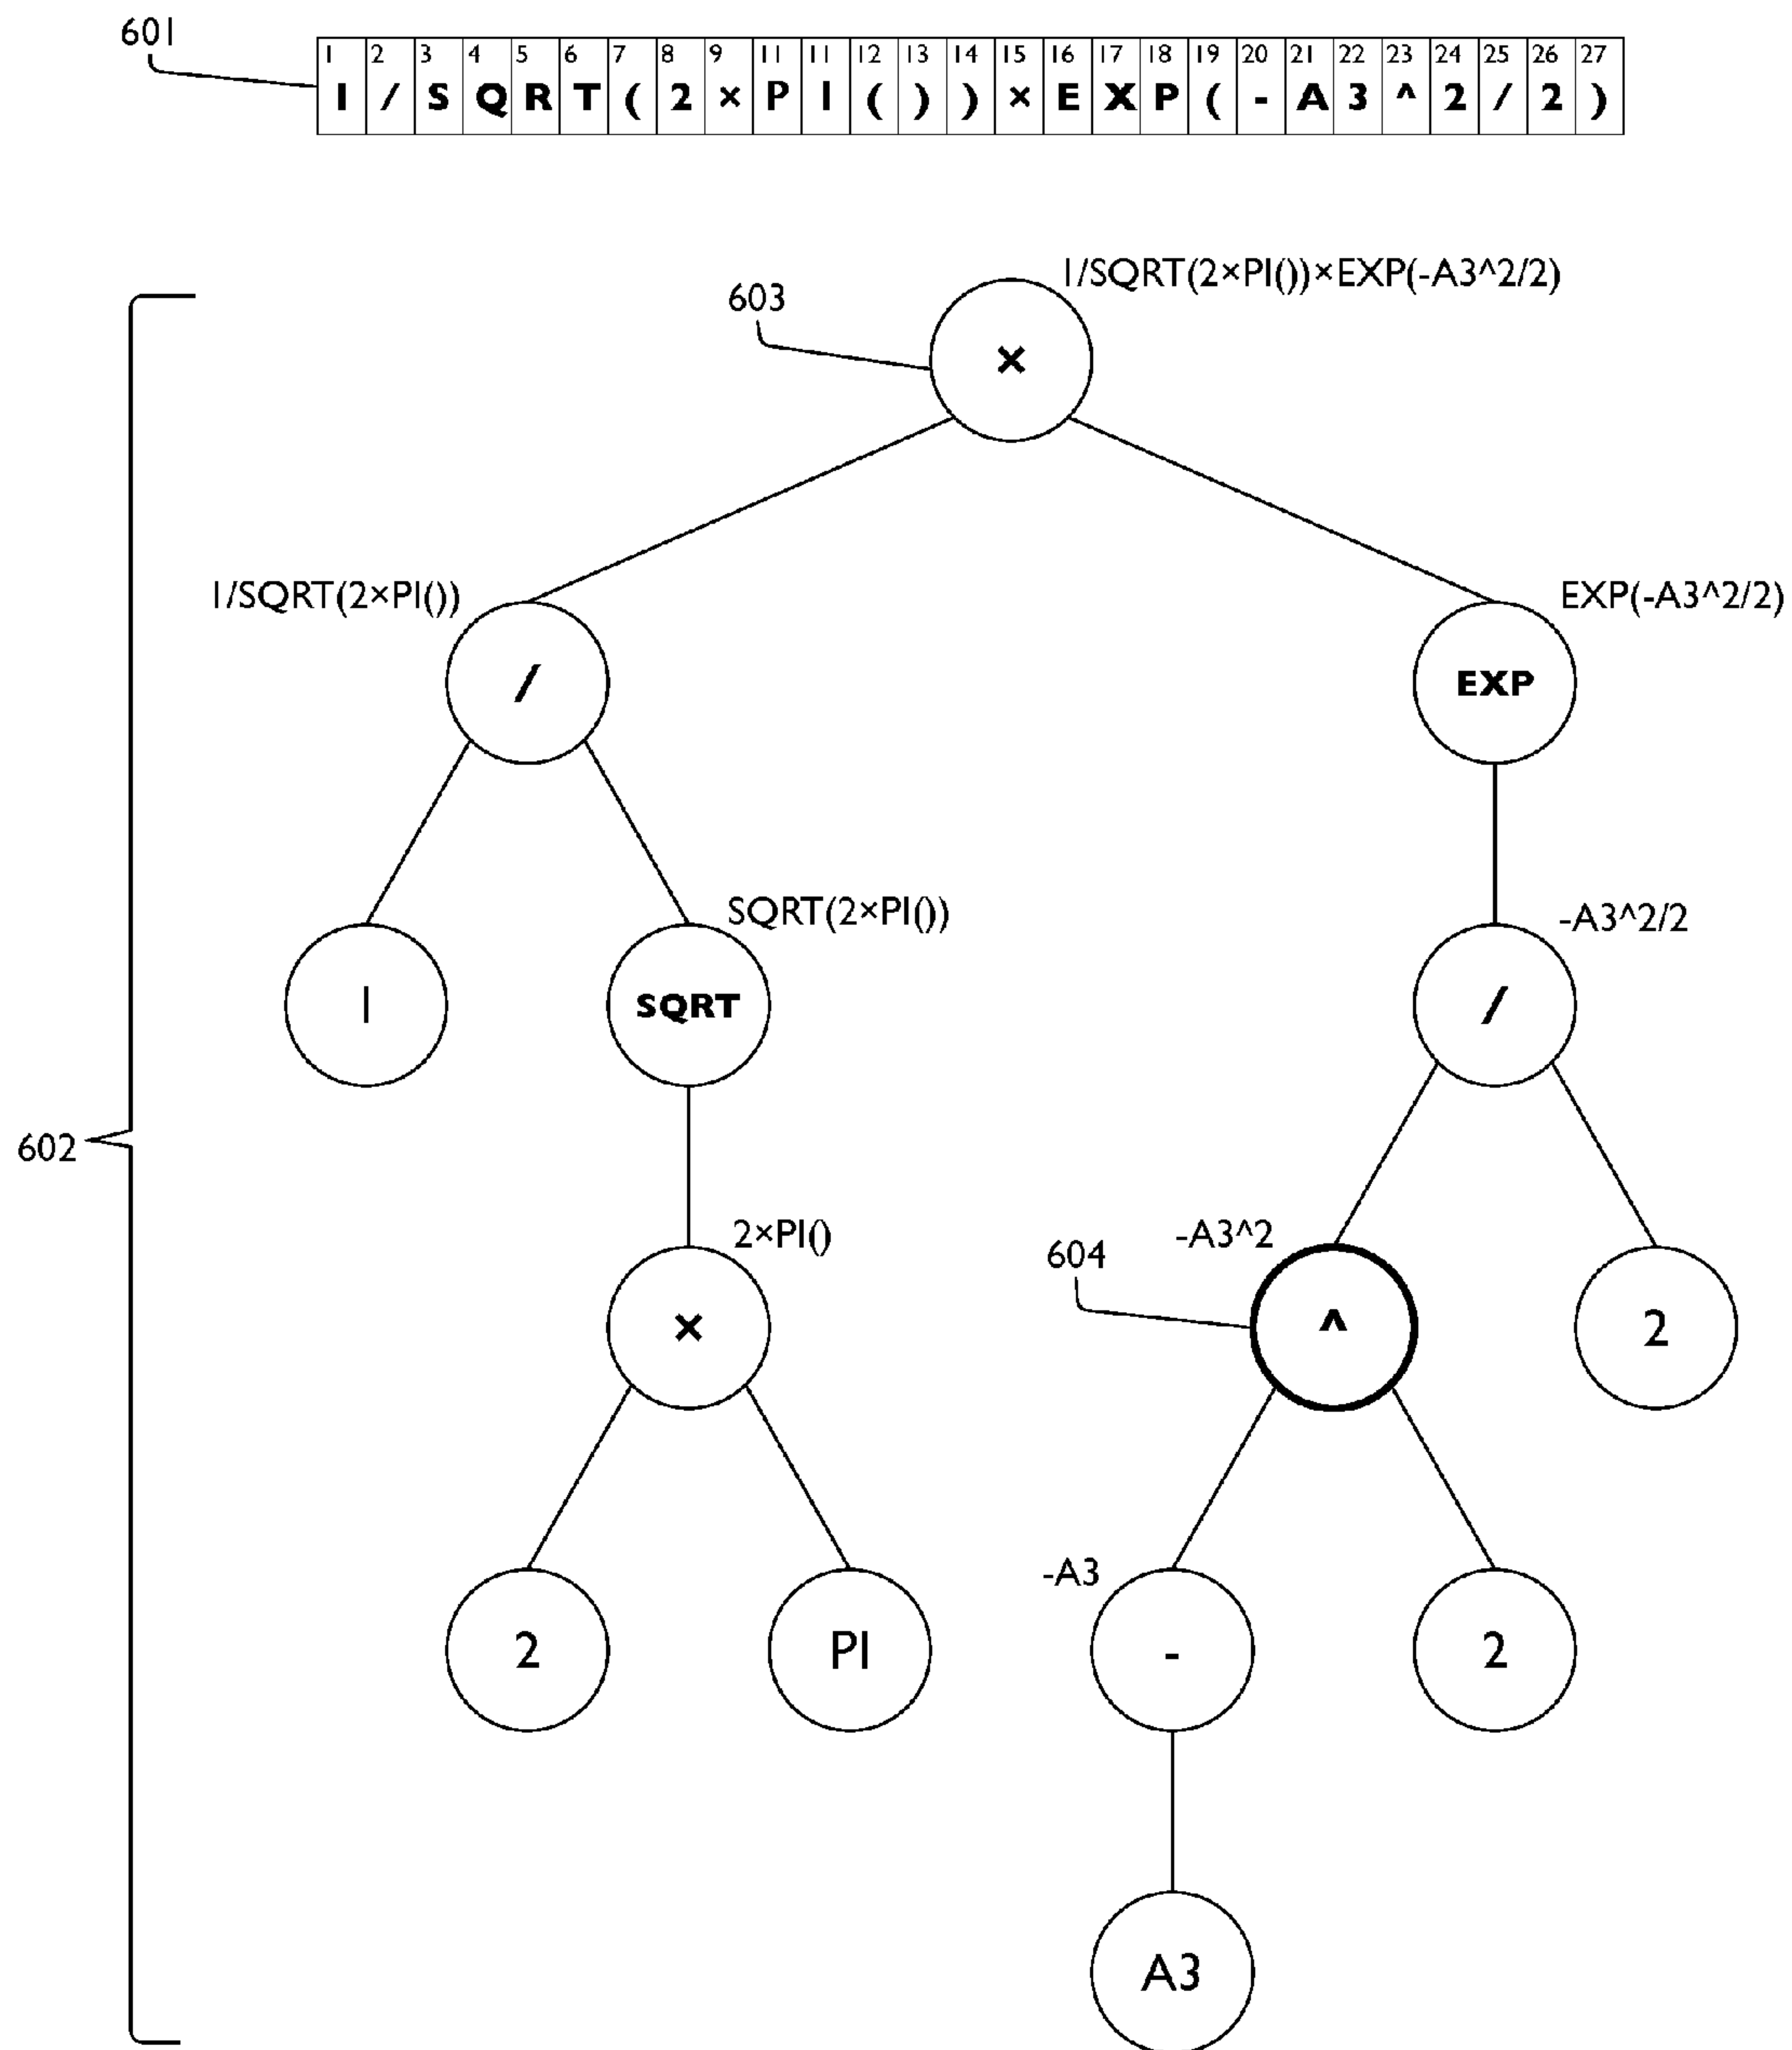 601
1 2 3 4 5 6 7 8 9 11 11 12 13 14 15 16 17 18 19 20 21 22 23 24 25 26 27
1 / S Q R T ( 2 × P I ( ) ) × E X P ( - A 3 ^ 2 / 2 )
1/SQRT(2×PI())×EXP(-A3^2/2)
603
×
1/SQRT(2×PI())
EXP(-A3^2/2)
/
EXP
SQRT(2×PI())
-A3^2/2
1
SQRT
/
602
2×PI()
-A3^2
604
×
^
2
-A3
2
PI
-
2
A3